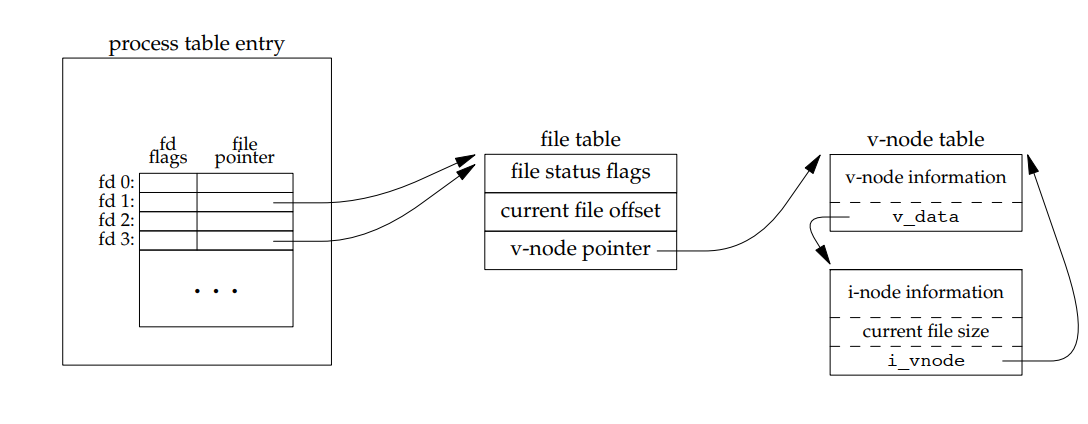 process table entry
fd flags
file pointer
fd 0:
fd 1:
fd 2:
fd 3:
. . .
file table
file status flags
current file offset
v-node pointer
v-node table
v-node information
v_data
i-node information
current file size
i_vnode